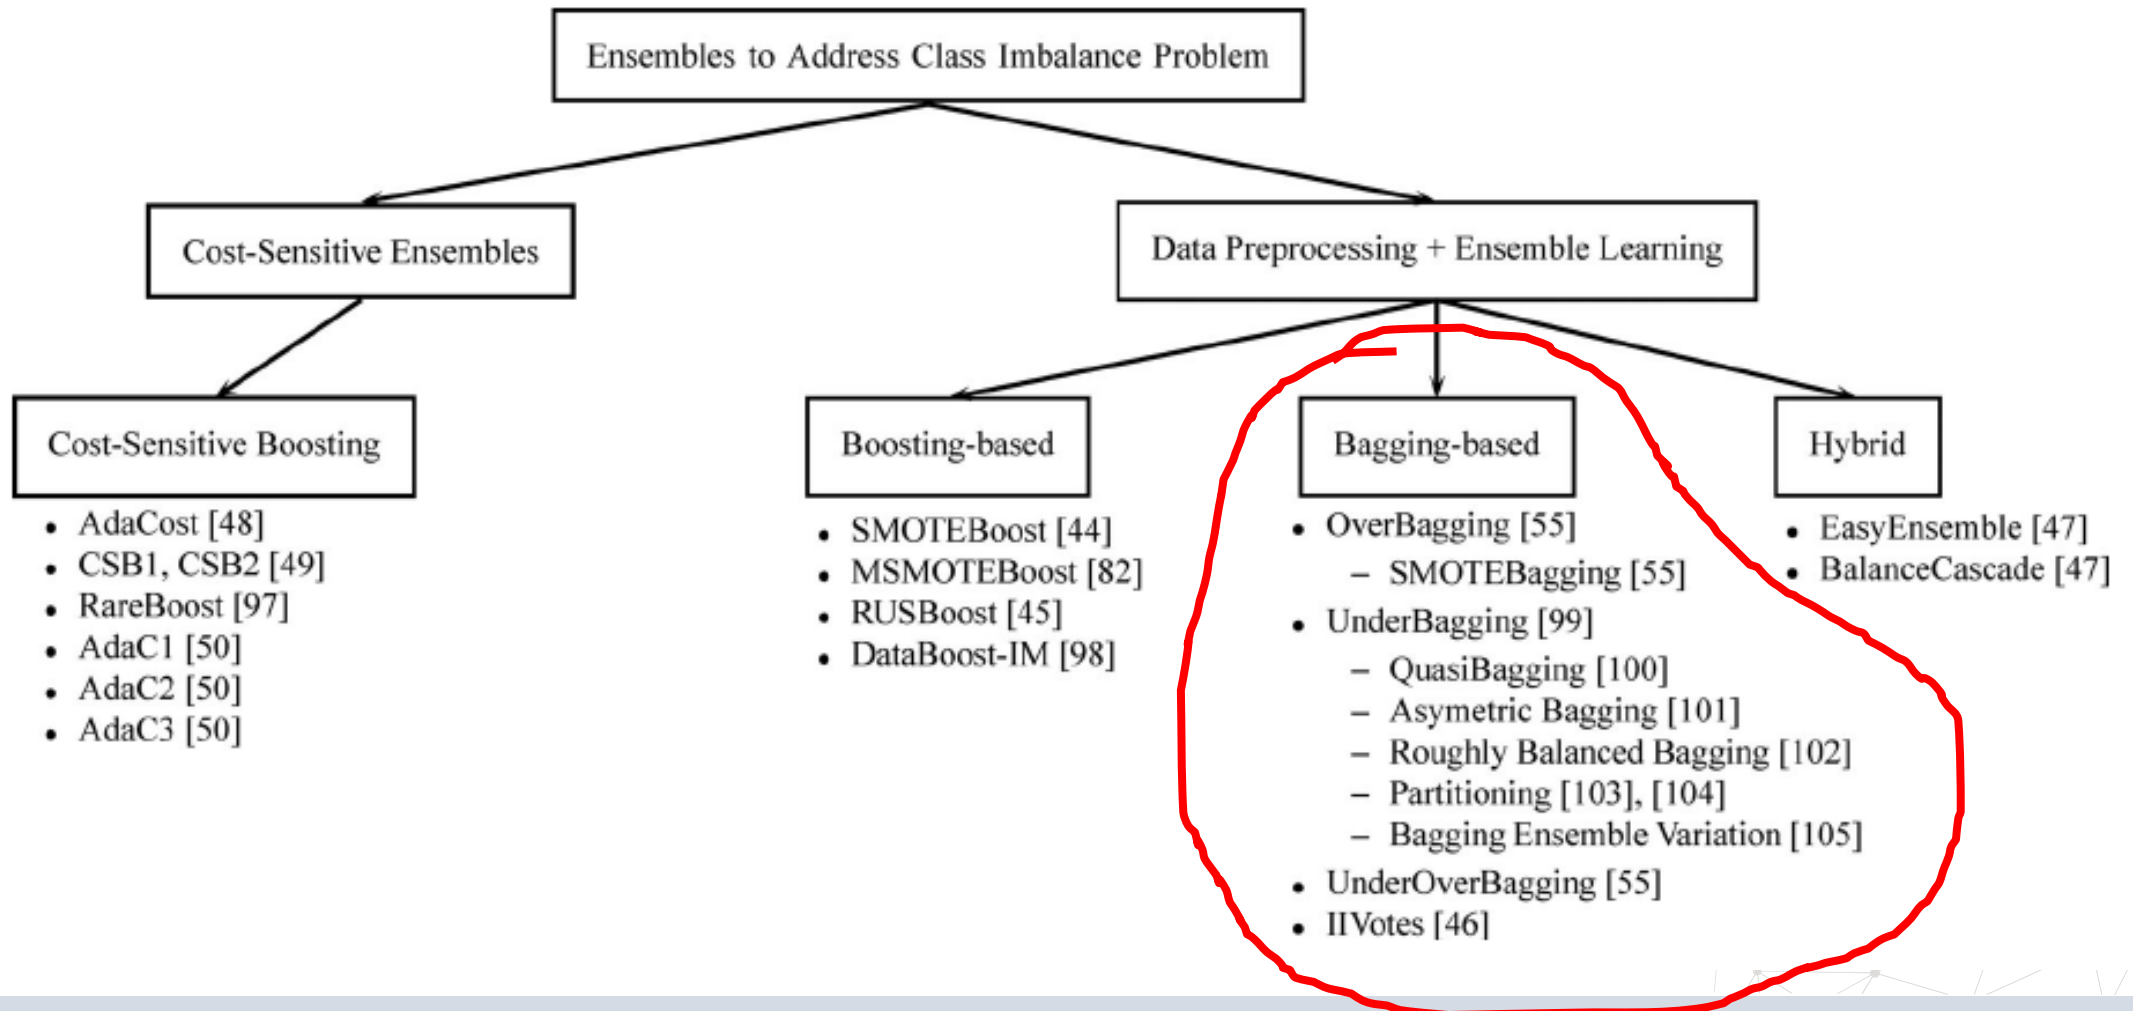 Ensembles to Address Class Imbalance Problem
Cost-Sensitive Ensembles
Data Preprocessing + Ensemble Learning
Cost-Sensitive Boosting
• AdaCost [48]
• CSB1, CSB2 [49]
• RareBoost [97]
• AdaC1 [50]
• AdaC2 [50]
• AdaC3 [50]
Boosting-based
• SMOTEBoost [44]
• MSMOTEBoost [82]
• RUSBoost [45]
• DataBoost-IM [98]
Bagging-based
• OverBagging [55]
– SMOTEBagging [55]
• UnderBagging [99]
– QuasiBagging [100]
– Asymetric Bagging [101]
– Roughly Balanced Bagging [102]
– Partitioning [103], [104]
– Bagging Ensemble Variation [105]
• UnderOverBagging [55]
• IIVotes [46]
Hybrid
• EasyEnsemble [47]
• BalanceCascade [47]